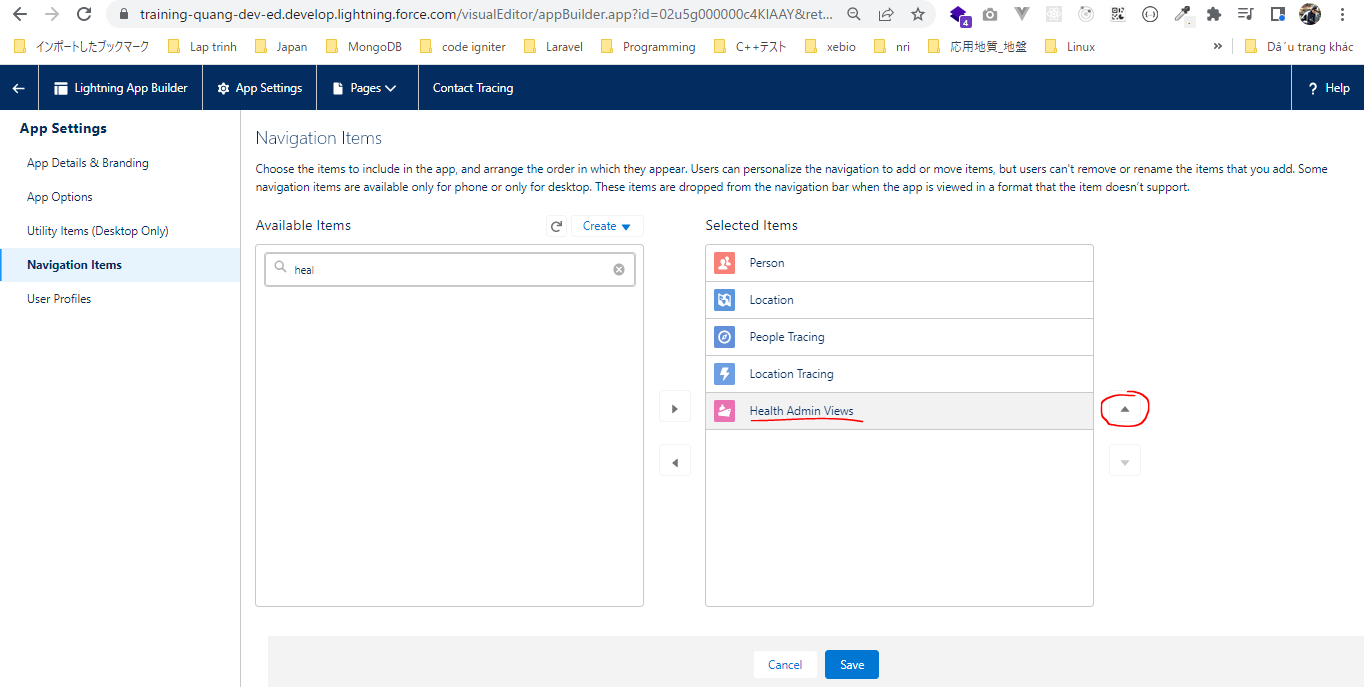 training-quang-dev-ed.develop.lightning.force.com/visualEditor/appBuilder.app?id=02u5g000000c4KIAAY&ret...
4
インポートしたブックマーク Lap trinh Japan MongoDB code igniter Laravel Programming C++テスト xebio nri 応用地質_地盤 Linux » Dấu trang khác
Lightning App Builder App Settings Pages Contact Tracing ? Help
App Settings
App Details & Branding
App Options
Utility Items (Desktop Only)
Navigation Items
User Profiles
Navigation Items
Choose the items to include in the app, and arrange the order in which they appear. Users can personalize the navigation to add or move items, but users can't remove or rename the items that you add. Some
navigation items are available only for phone or only for desktop. These items are dropped from the navigation bar when the app is viewed in a format that the item doesn't support.
Available Items Create
heal
Selected Items
Person
Location
People Tracing
Location Tracing
Health Admin Views
Cancel Save